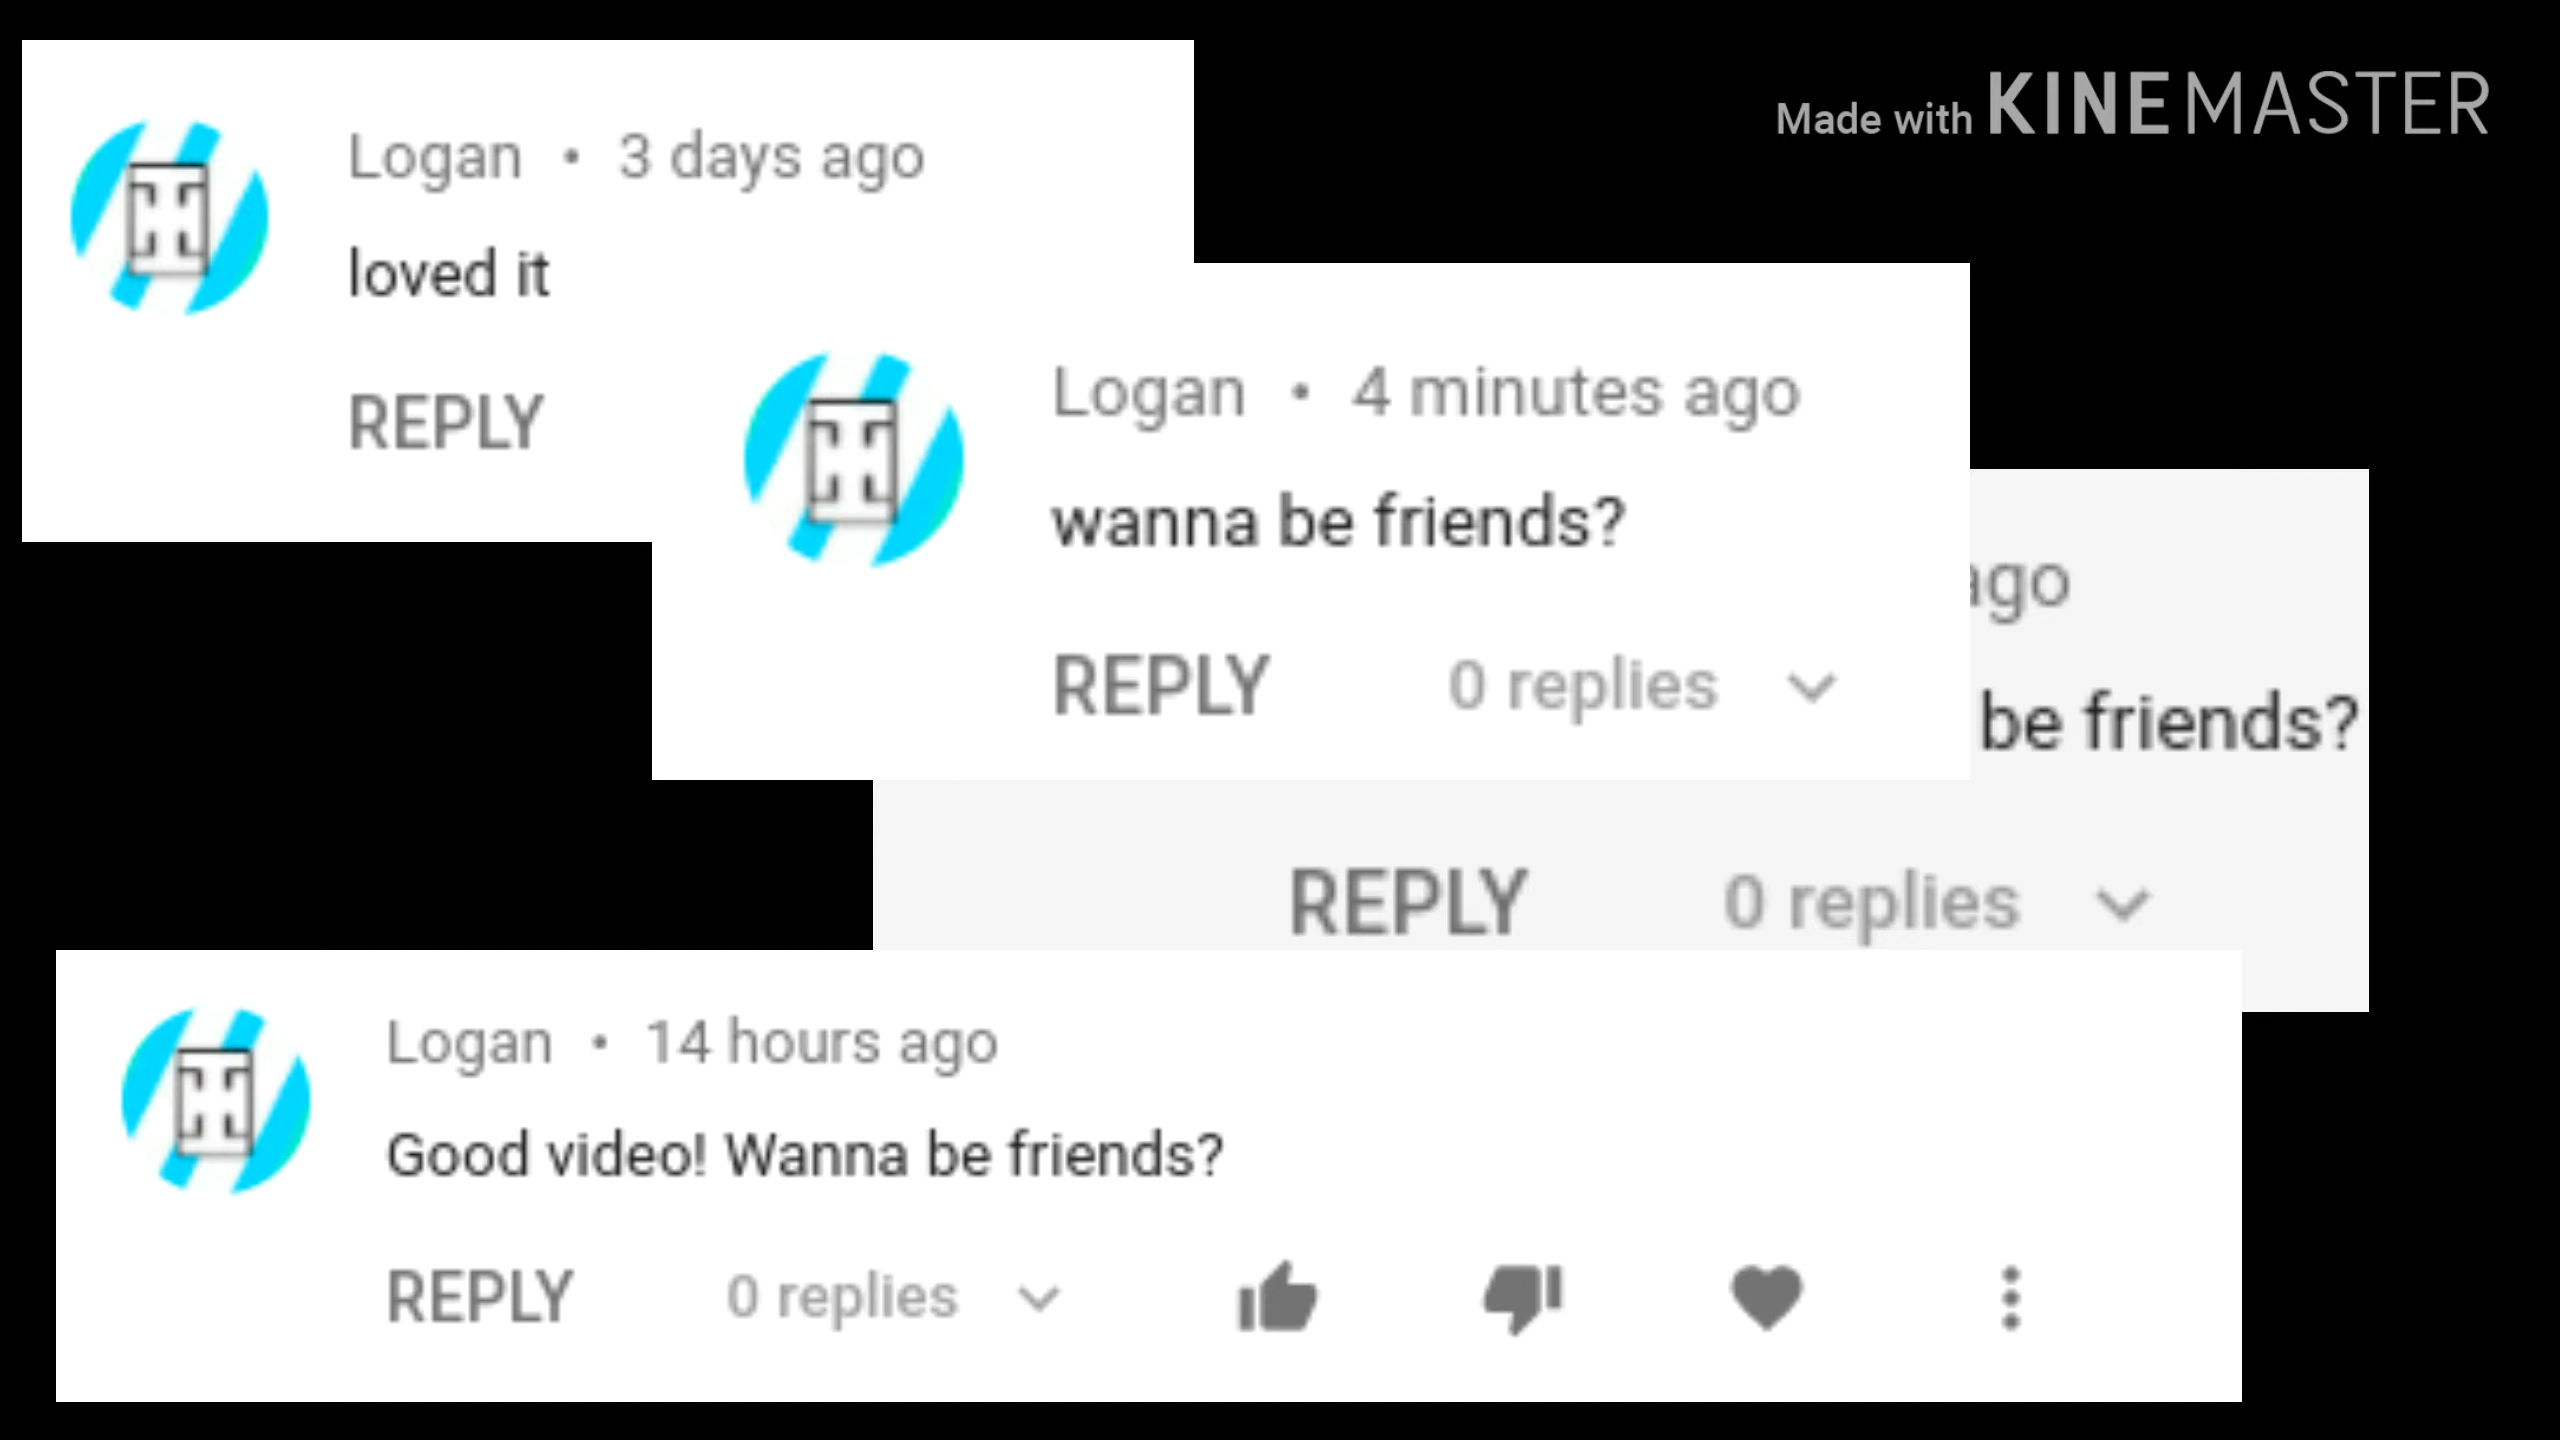 Made with KINEMASTER
Logan • 3 days ago
loved it
REPLY
Logan • 4 minutes ago
wanna be friends?
REPLY 0 replies
ago
be friends?
REPLY 0 replies
Logan • 14 hours ago
Good video! Wanna be friends?
REPLY 0 replies